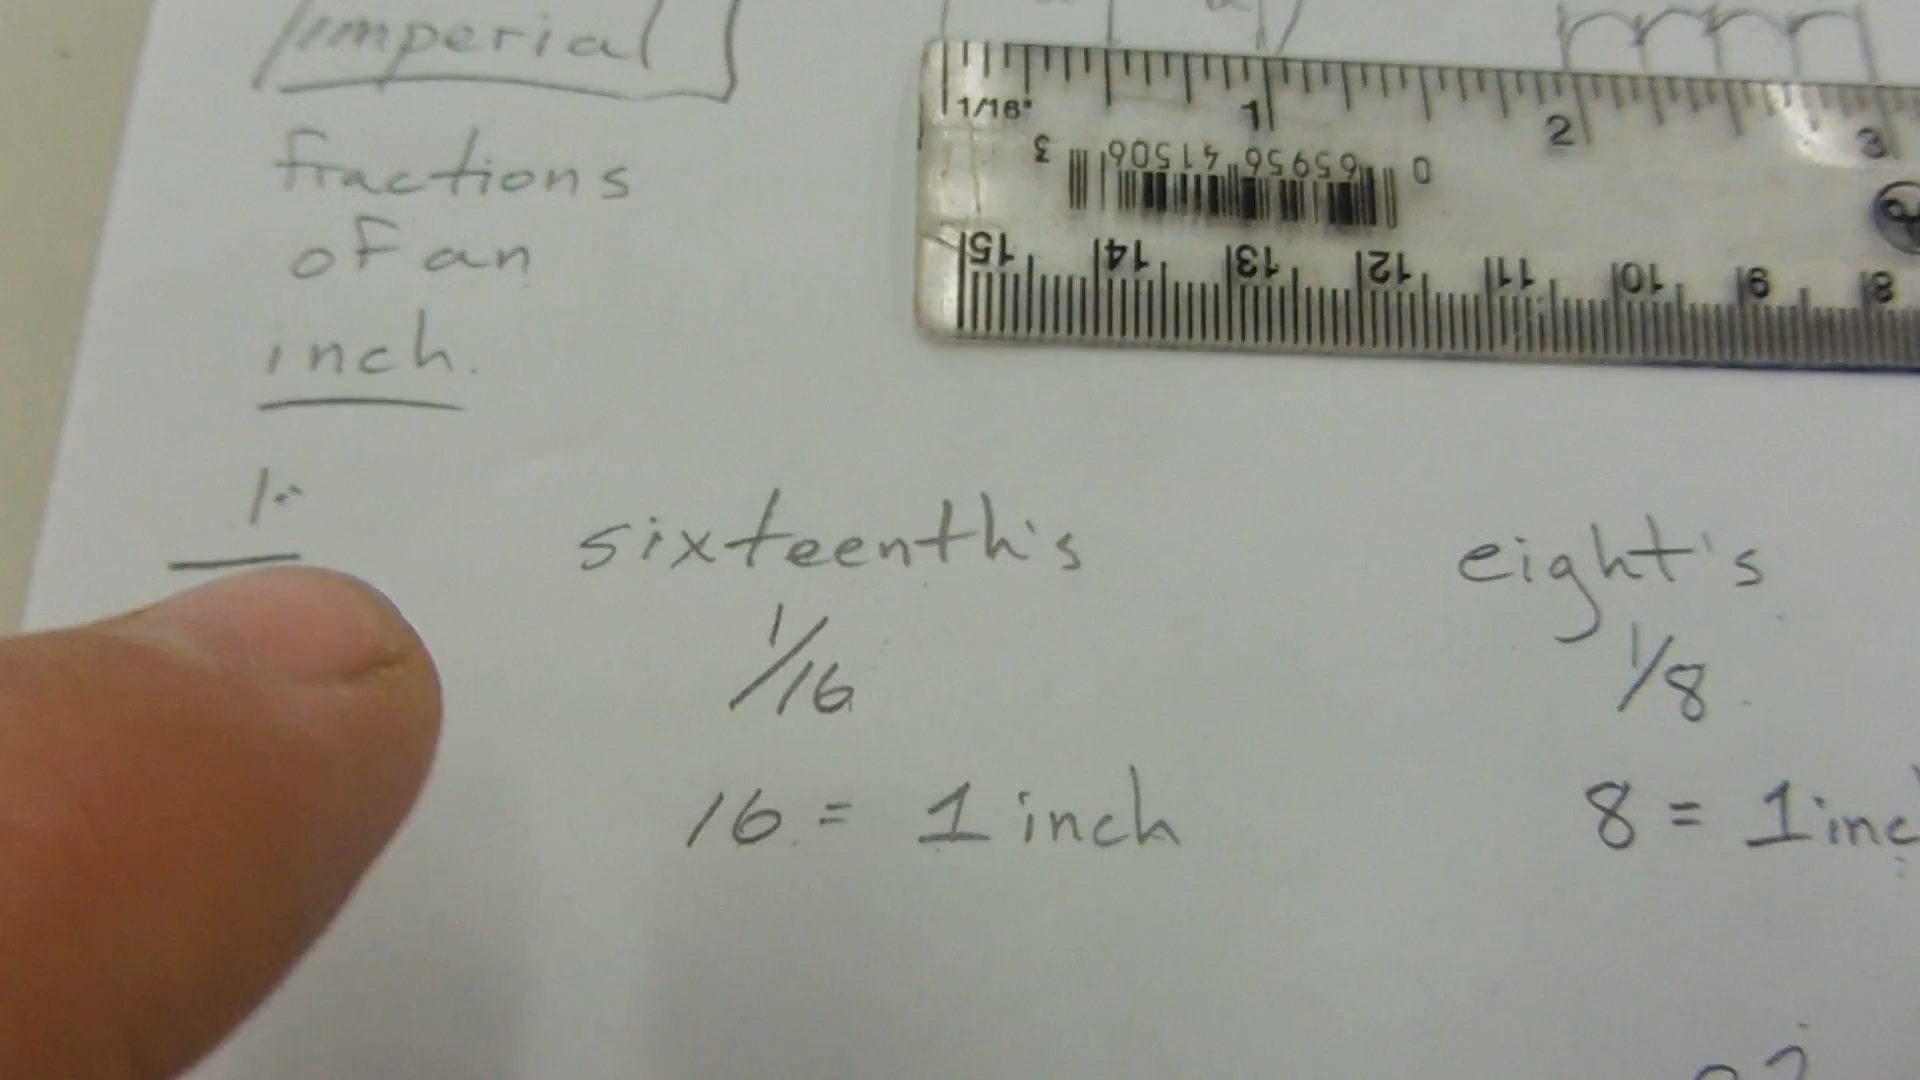 imperial
fractions
of an
inch.
1
sixteenth's
1/16
16 = 1 inch
eight's
1/8
8 = 1 inc
1/16"
1 2 3
3 65956 41506 0
15 14 13 12 11 10 9 8